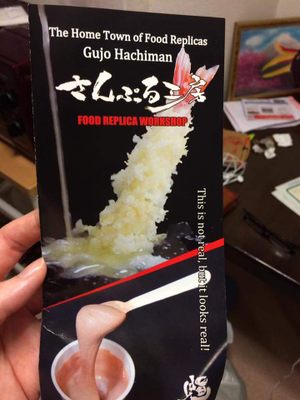 The Home Town of Food Replicas
Gujo Hachiman
さんぷる工房
FOOD REPLICA WORKSHOP
This is not real, but it looks real!